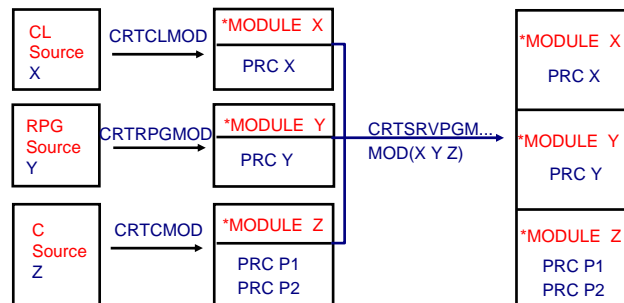 CL
Source
X
CRTCLMOD
*MODULE X
PRC X
RPG
Source
Y
CRTRPGMOD
*MODULE Y
PRC Y
C
Source
Z
CRTCMOD
*MODULE Z
PRC P1
PRC P2
CRTSRVPGM...
MOD(X Y Z)
*MODULE X
PRC X
*MODULE Y
PRC Y
*MODULE Z
PRC P1
PRC P2